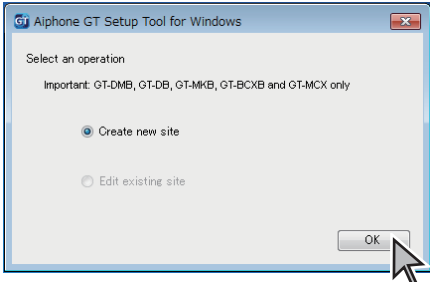 GT Aiphone GT Setup Tool for Windows
Select an operation
Important: GT-DMB, GT-DB, GT-MKB, GT-BCXB and GT-MCX only
Create new site
Edit existing site
OK